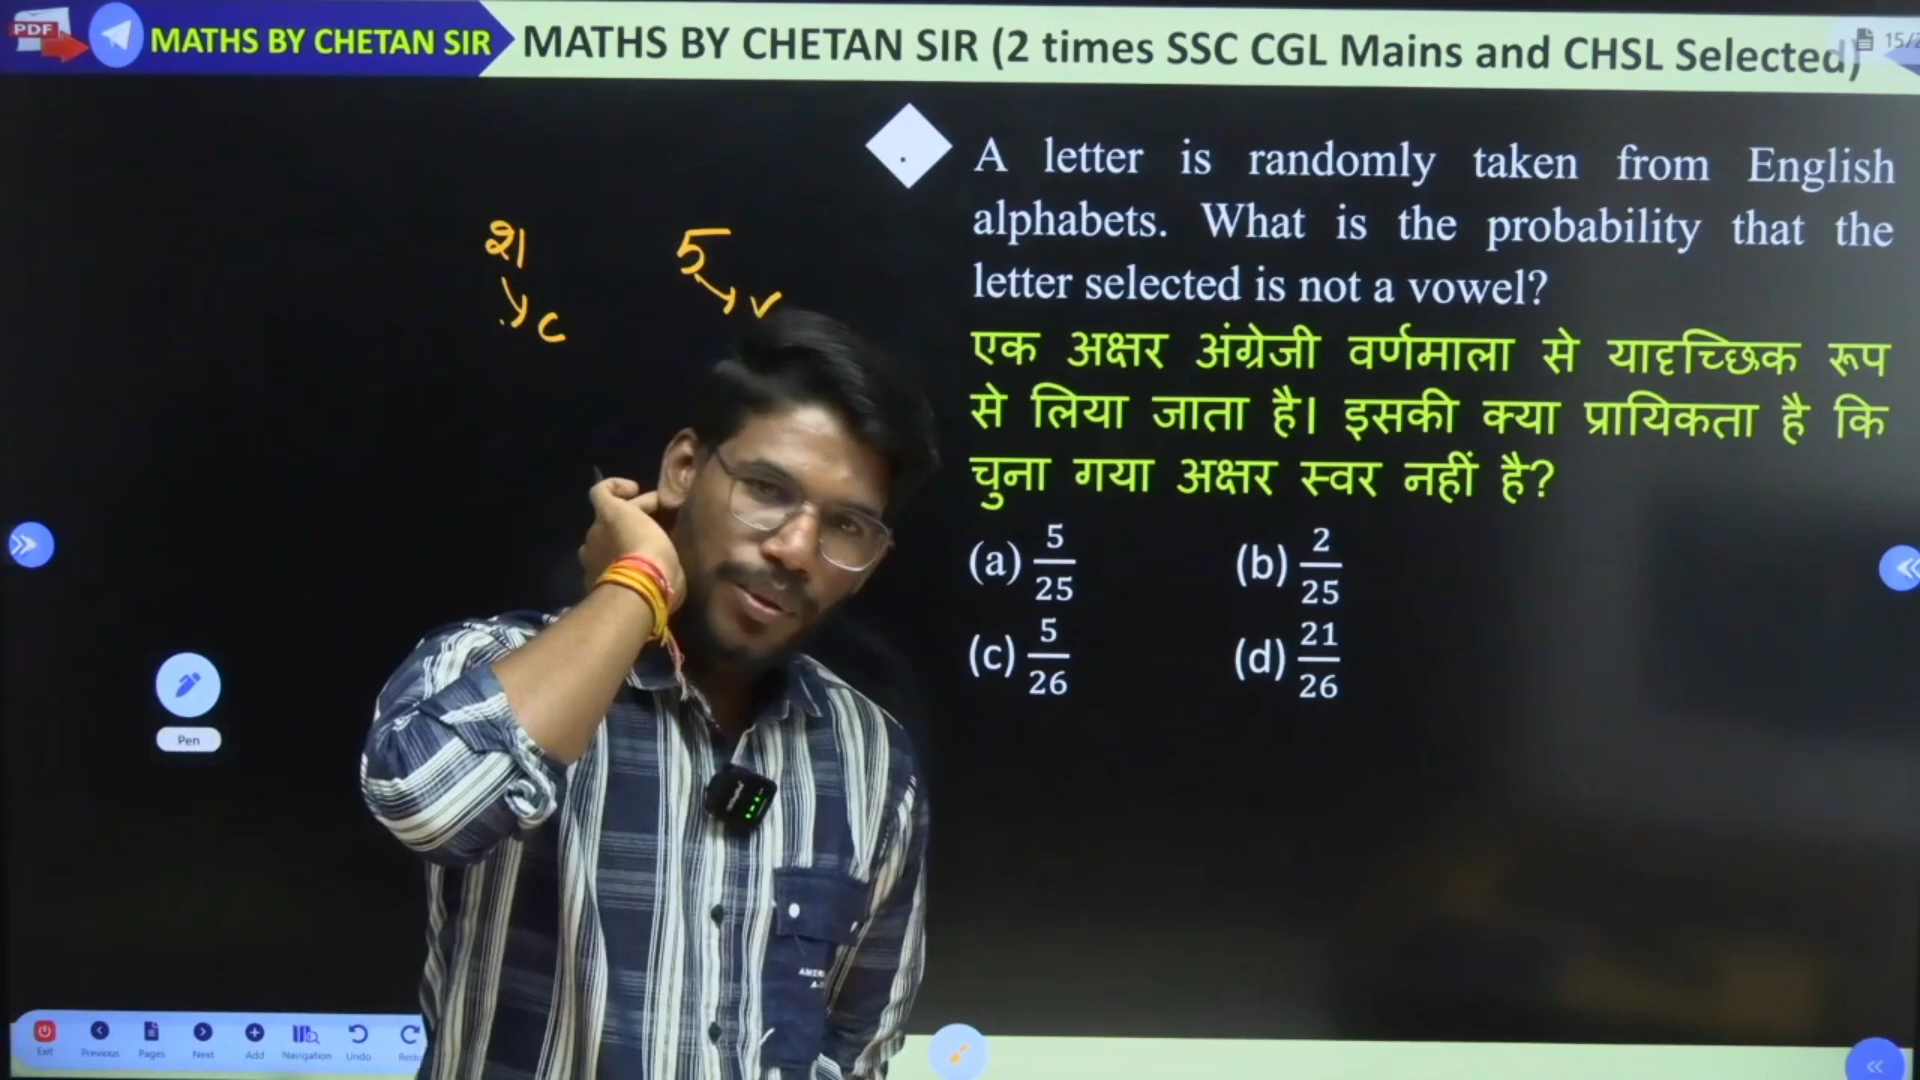 PDF
MATHS BY CHETAN SIR
MATHS BY CHETAN SIR (2 times SSC CGL Mains and CHSL Selected)
A letter is randomly taken from English
alphabets. What is the probability that the
letter selected is not a vowel?
एक अक्षर अंग्रेजी वर्णमाला से यादृच्छिक रूप
से लिया जाता है। इसकी क्या प्रायिकता है कि
चुना गया अक्षर स्वर नहीं है?
(a) 5/25 (b) 2/25
(c) 5/26 (d) 21/26
21 5
C V
Pen
Exit Previous Pages Next Add Navigation Undo Redo